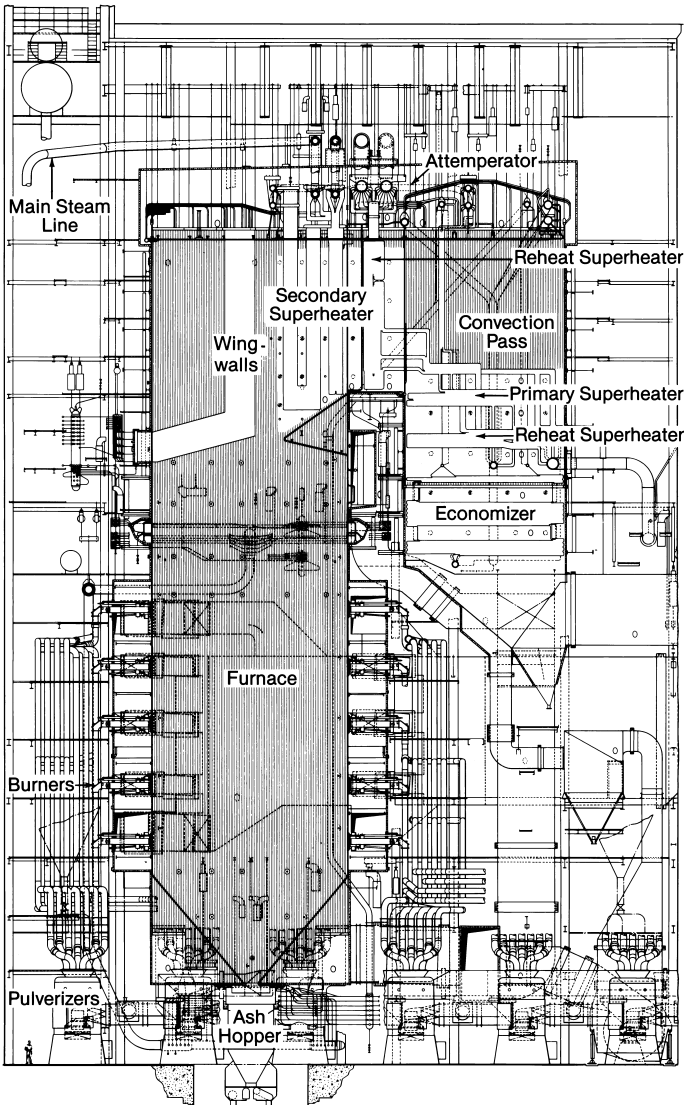 Attemperator
Main Steam
Line
Reheat Superheater
Secondary
Superheater
Convection
Pass
Wing-
walls
Primary Superheater
Reheat Superheater
Economizer
Furnace
Burners
Pulverizers
Ash
Hopper